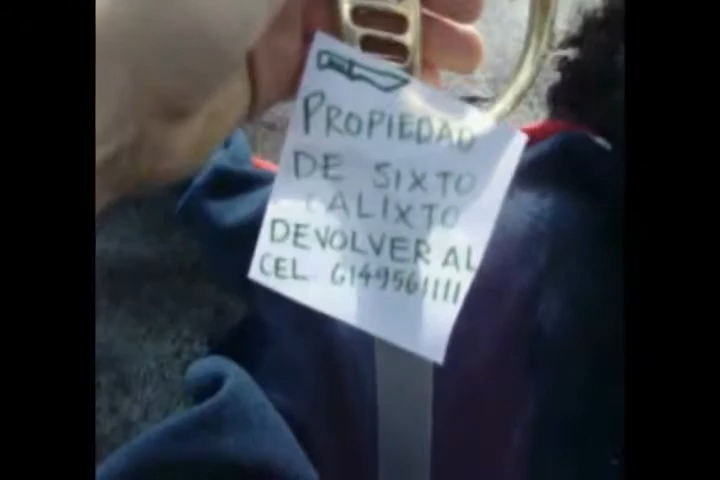 PROPIEDAD
DE SIXTO
CALIXTO
DEVOLVER AL
CEL 6149561111